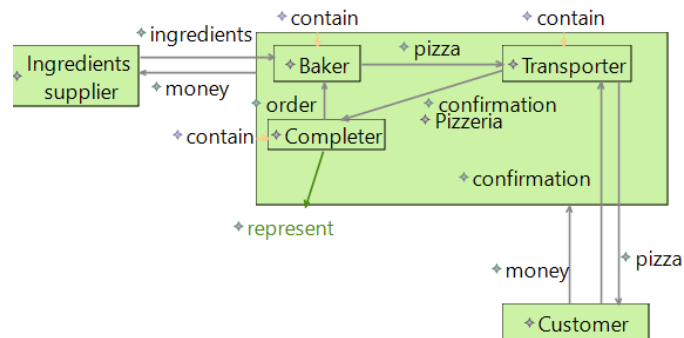 contain
contain
ingredients
pizza
Ingredients
supplier
Baker
Transporter
money
order
confirmation
Pizzeria
contain
Completer
confirmation
represent
pizza
money
Customer